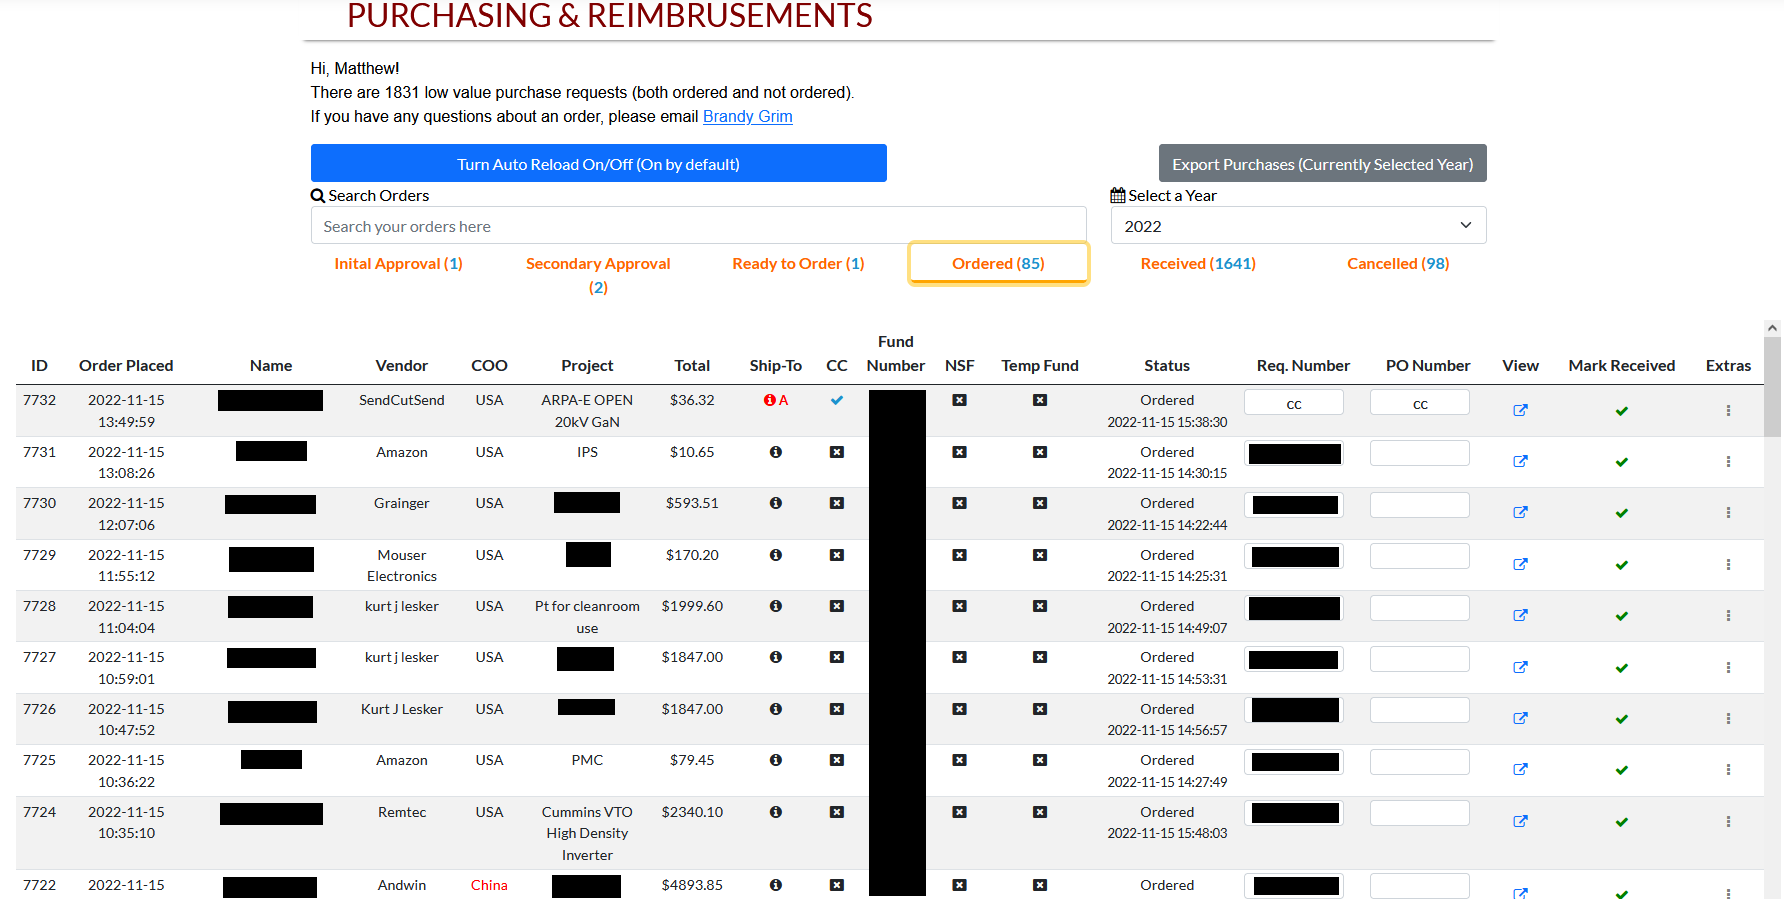 PURCHASING & REIMBRUSEMENTS
Hi, Matthew!
There are 1831 low value purchase requests (both ordered and not ordered).
If you have any questions about an order, please email Brandy Grim
Turn Auto Reload On/Off (On by default)
Export Purchases (Currently Selected Year)
Search Orders
Select a Year
Search your orders here
2022
Inital Approval (1)
Secondary Approval
(2)
Ready to Order (1)
Ordered (85)
Received (1641)
Cancelled (98)
ID Order Placed Name Vendor COO Project Total Ship-To CC Fund Number NSF Temp Fund Status Req. Number PO Number View Mark Received Extras
7732 2022-11-15 SendCutSend USA ARPA-E OPEN $36.32 A Ordered cc cc
13:49:59 20kV GaN 2022-11-15 15:38:30
7731 2022-11-15 Amazon USA IPS $10.65 Ordered
13:08:26 2022-11-15 14:30:15
7730 2022-11-15 Grainger USA $593.51 Ordered
12:07:06 2022-11-15 14:22:44
7729 2022-11-15 Mouser USA $170.20 Ordered
11:55:12 Electronics 2022-11-15 14:25:31
7728 2022-11-15 kurt j lesker USA Pt for cleanroom $1999.60 Ordered
11:04:04 use 2022-11-15 14:49:07
7727 2022-11-15 kurt j lesker USA $1847.00 Ordered
10:59:01 2022-11-15 14:53:31
7726 2022-11-15 Kurt J Lesker USA $1847.00 Ordered
10:47:52 2022-11-15 14:56:57
7725 2022-11-15 Amazon USA PMC $79.45 Ordered
10:36:22 2022-11-15 14:27:49
7724 2022-11-15 Remtec USA Cummins VTO $2340.10 Ordered
10:35:10 High Density 2022-11-15 15:48:03
Inverter
7722 2022-11-15 Andwin China $4893.85 Ordered